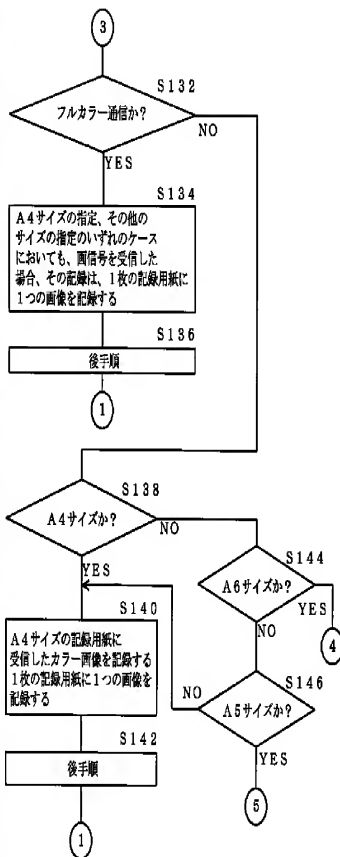 3
S132
フルカラー通信か?
NO
YES
S134
A4サイズの指定、その他の
サイズの指定のいずれのケース
においても、画信号を受信した
場合、その記録は、1枚の記録用紙に
1つの画像を記録する
S136
後手順
1
S138
A4サイズか?
NO
YES
S144
A6サイズか?
YES
NO
4
S140
A4サイズの記録用紙に
受信したカラー画像を記録する
1枚の記録用紙に1つの画像を
記録する
S146
A5サイズか?
NO
YES
5
S142
後手順
1